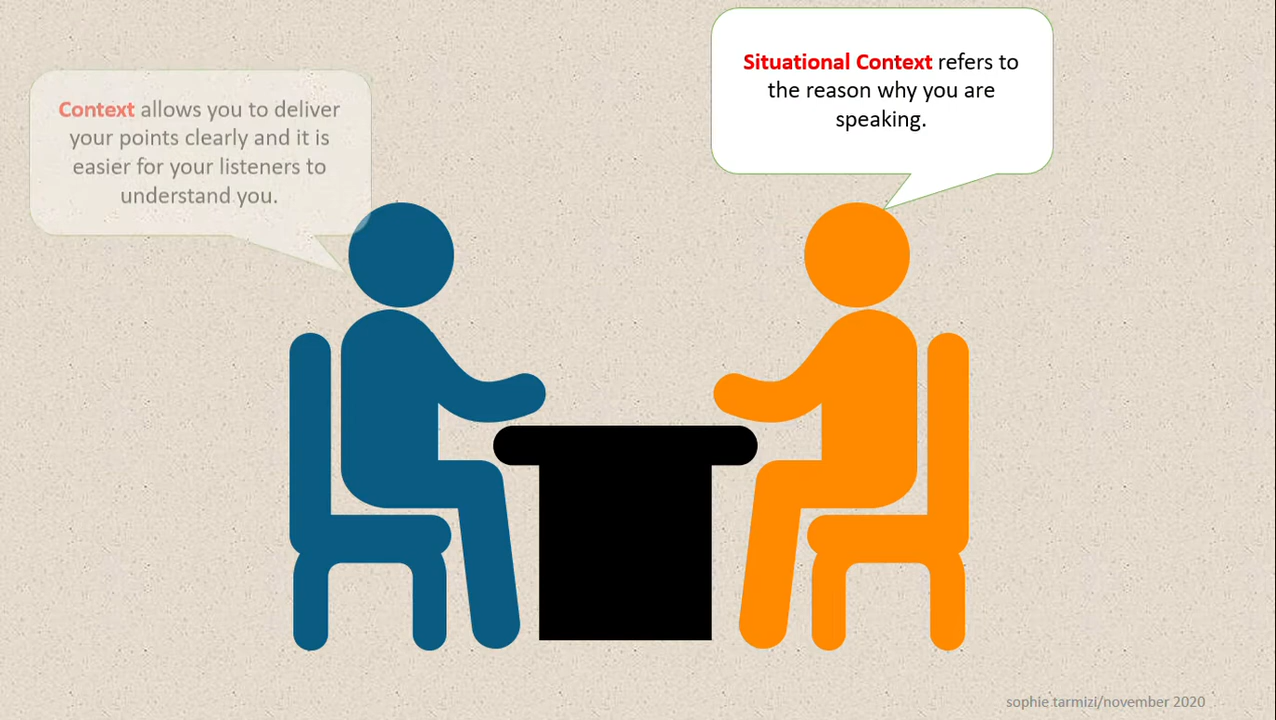 Context allows you to deliver
your points clearly and it is
easier for your listeners to
understand you.
Situational Context refers to
the reason why you are
speaking.
sophie.tarmizi/november 2020